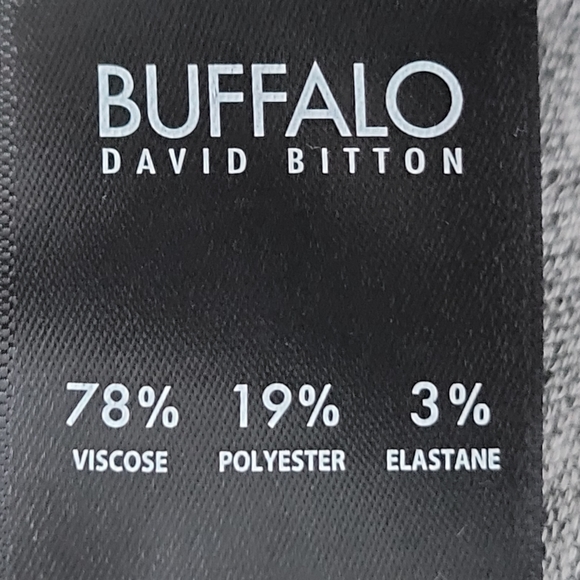 BUFFALO
DAVID BITTON
78% 19% 3%
VISCOSE POLYESTER ELASTANE